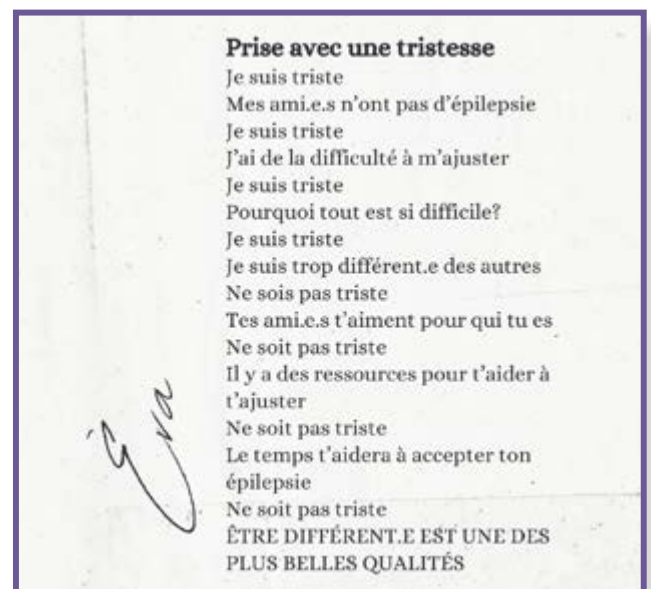 Prise avec une tristesse
Je suis triste
Mes ami.e.s n'ont pas d'épilepsie
Je suis triste
J'ai de la difficulté à m'ajuster
Je suis triste
Pourquoi tout est si difficile?
Je suis triste
Je suis trop différent.e des autres
Ne sois pas triste
Tes ami.e.s t'aiment pour qui tu es
Ne soit pas triste
Il y a des ressources pour t'aider à
t'ajuster
Ne soit pas triste
Le temps t'aidera à accepter ton
épilepsie
Ne soit pas triste
ÊTRE DIFFÉRENT.E EST UNE DES
PLUS BELLES QUALITÉS
Èva